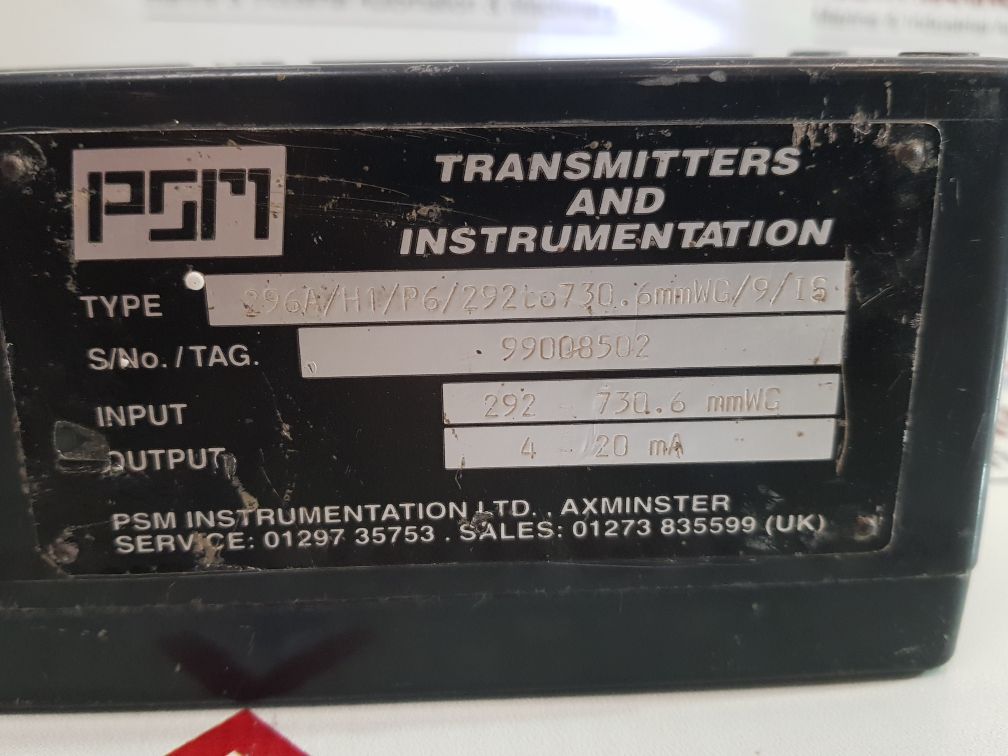 PSM
TRANSMITTERS
AND
INSTRUMENTATION
TYPE 296A/H1/P6/292to730.6mmWG/9/IS
S/No. / TAG. 99008502
INPUT 292 730.6 mmWG
OUTPUT 4 20 mA
PSM INSTRUMENTATION LTD. . AXMINSTER
SERVICE: 01297 35753 . SALES: 01273 835599 (UK)